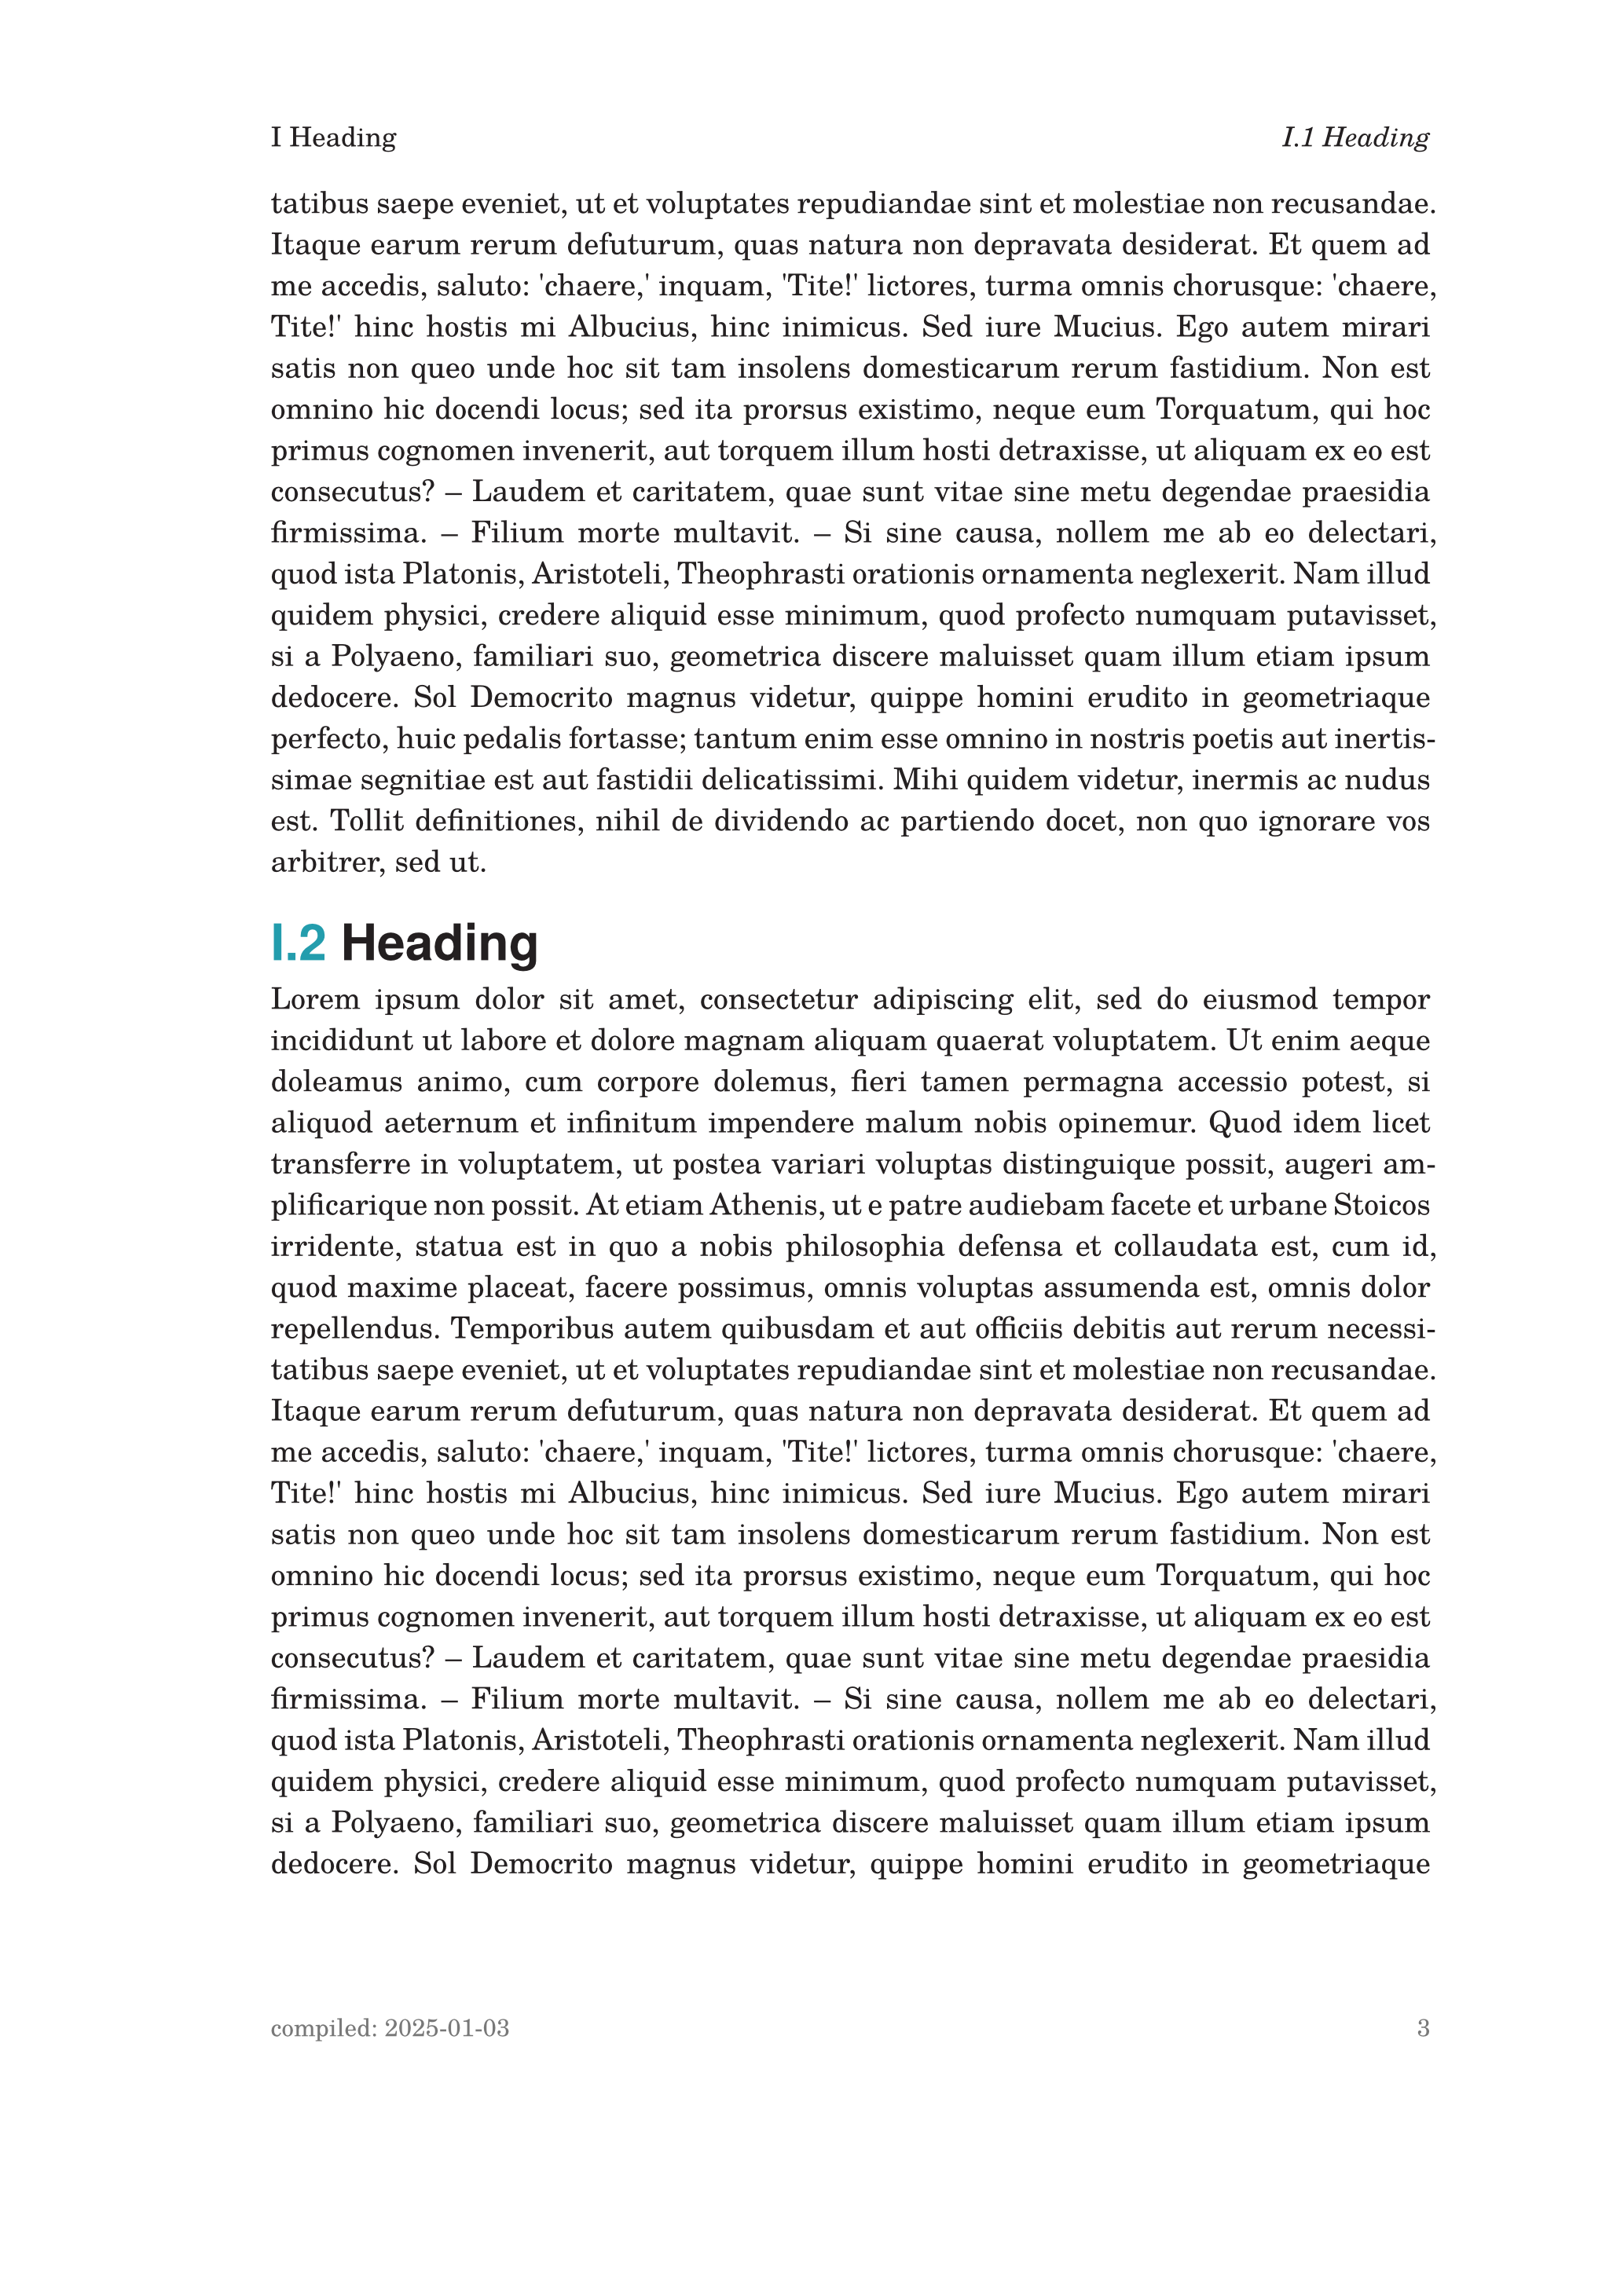 I Heading I.1 Heading
tatibus saepe eveniet, ut et voluptates repudiandae sint et molestiae non recusandae.
Itaque earum rerum defuturum, quas natura non depravata desiderat. Et quem ad
me accedis, saluto: 'chaere,' inquam, 'Tite!' lictores, turma omnis chorusque: 'chaere,
Tite!' hinc hostis mi Albucius, hinc inimicus. Sed iure Mucius. Ego autem mirari
satis non queo unde hoc sit tam insolens domesticarum rerum fastidium. Non est
omnino hic docendi locus; sed ita prorsus existimo, neque eum Torquatum, qui hoc
primus cognomen invenerit, aut torquem illum hosti detraxisse, ut aliquam ex eo est
consecutus? – Laudem et caritatem, quae sunt vitae sine metu degendae praesidia
firmissima. – Filium morte multavit. – Si sine causa, nollem me ab eo delectari,
quod ista Platonis, Aristoteli, Theophrasti orationis ornamenta neglexerit. Nam illud
quidem physici, credere aliquid esse minimum, quod profecto numquam putavisset,
si a Polyaeno, familiari suo, geometrica discere maluisset quam illum etiam ipsum
dedocere. Sol Democrito magnus videtur, quippe homini erudito in geometriaque
perfecto, huic pedalis fortasse; tantum enim esse omnino in nostris poetis aut inertis-
simae segnitiae est aut fastidii delicatissimi. Mihi quidem videtur, inermis ac nudus
est. Tollit definitiones, nihil de dividendo ac partiendo docet, non quo ignorare vos
arbitrer, sed ut.
I.2 Heading
Lorem ipsum dolor sit amet, consectetur adipiscing elit, sed do eiusmod tempor
incididunt ut labore et dolore magnam aliquam quaerat voluptatem. Ut enim aeque
doleamus animo, cum corpore dolemus, fieri tamen permagna accessio potest, si
aliquod aeternum et infinitum impendere malum nobis opinemur. Quod idem licet
transferre in voluptatem, ut postea variari voluptas distinguique possit, augeri am-
plificarique non possit. At etiam Athenis, ut e patre audiebam facete et urbane Stoicos
irridente, statua est in quo a nobis philosophia defensa et collaudata est, cum id,
quod maxime placeat, facere possimus, omnis voluptas assumenda est, omnis dolor
repellendus. Temporibus autem quibusdam et aut officiis debitis aut rerum necessi-
tatibus saepe eveniet, ut et voluptates repudiandae sint et molestiae non recusandae.
Itaque earum rerum defuturum, quas natura non depravata desiderat. Et quem ad
me accedis, saluto: 'chaere,' inquam, 'Tite!' lictores, turma omnis chorusque: 'chaere,
Tite!' hinc hostis mi Albucius, hinc inimicus. Sed iure Mucius. Ego autem mirari
satis non queo unde hoc sit tam insolens domesticarum rerum fastidium. Non est
omnino hic docendi locus; sed ita prorsus existimo, neque eum Torquatum, qui hoc
primus cognomen invenerit, aut torquem illum hosti detraxisse, ut aliquam ex eo est
consecutus? – Laudem et caritatem, quae sunt vitae sine metu degendae praesidia
firmissima. – Filium morte multavit. – Si sine causa, nollem me ab eo delectari,
quod ista Platonis, Aristoteli, Theophrasti orationis ornamenta neglexerit. Nam illud
quidem physici, credere aliquid esse minimum, quod profecto numquam putavisset,
si a Polyaeno, familiari suo, geometrica discere maluisset quam illum etiam ipsum
dedocere. Sol Democrito magnus videtur, quippe homini erudito in geometriaque
compiled: 2025-01-03 3